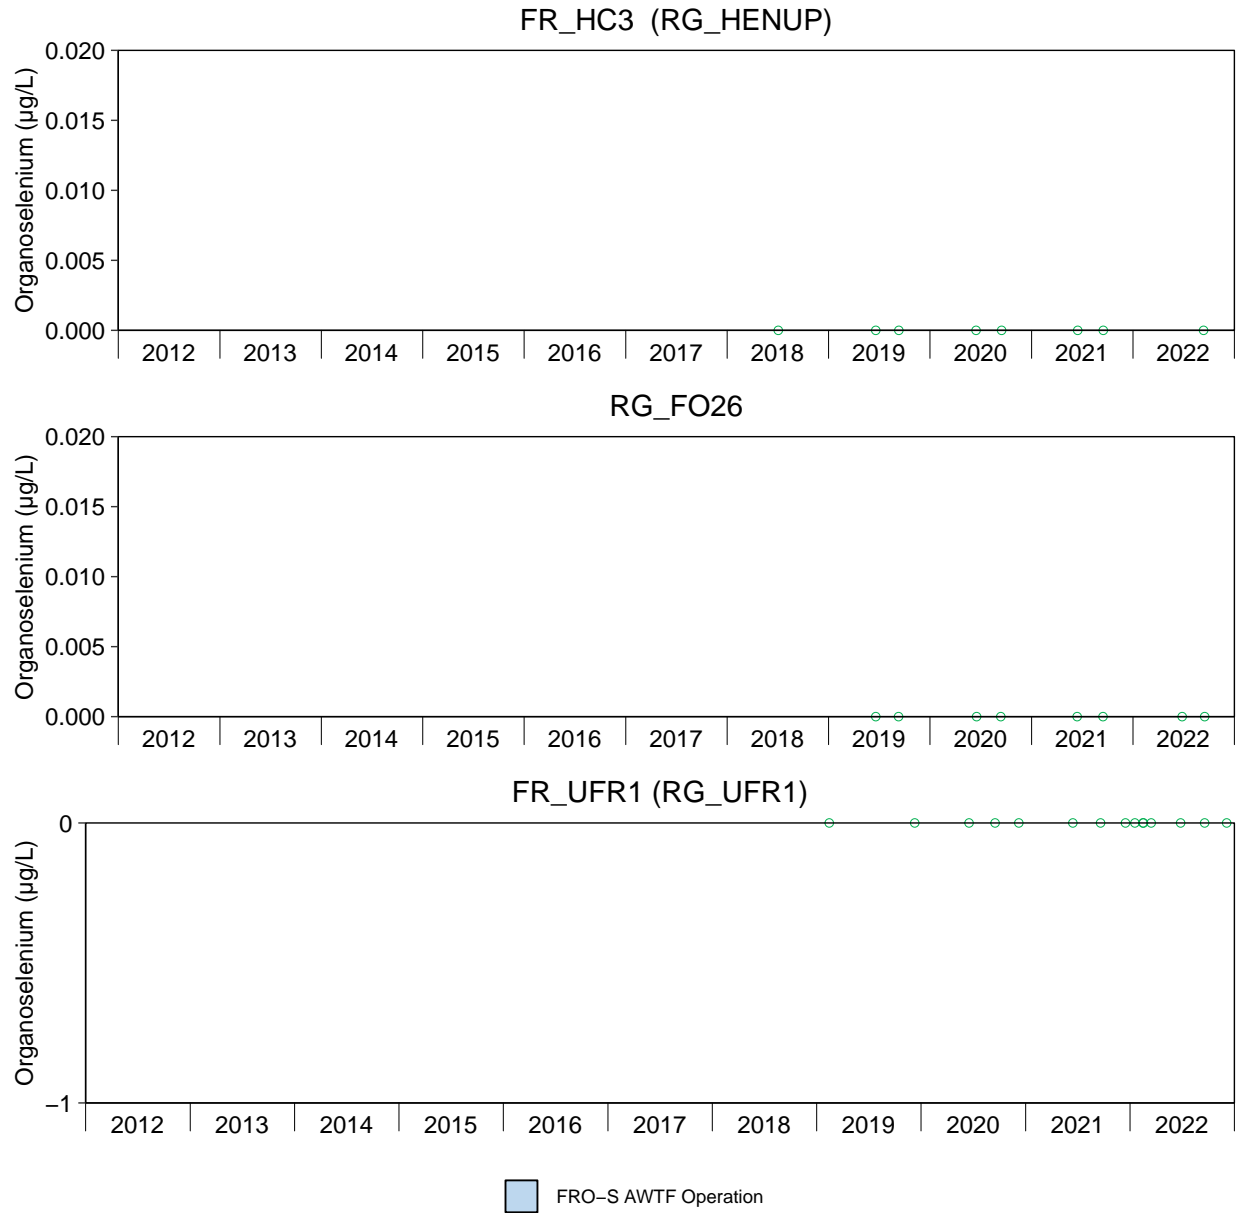 FR_HC3  (RG_HENUP)
0.020
0.015
0.010
0.005
0.000
Organoselenium (µg/L)
2012 2013 2014 2015 2016 2017 2018 2019 2020 2021 2022
RG_FO26
0.020
0.015
0.010
0.005
0.000
Organoselenium (µg/L)
2012 2013 2014 2015 2016 2017 2018 2019 2020 2021 2022
FR_UFR1 (RG_UFR1)
0
−1
Organoselenium (µg/L)
2012 2013 2014 2015 2016 2017 2018 2019 2020 2021 2022
FRO−S AWTF Operation